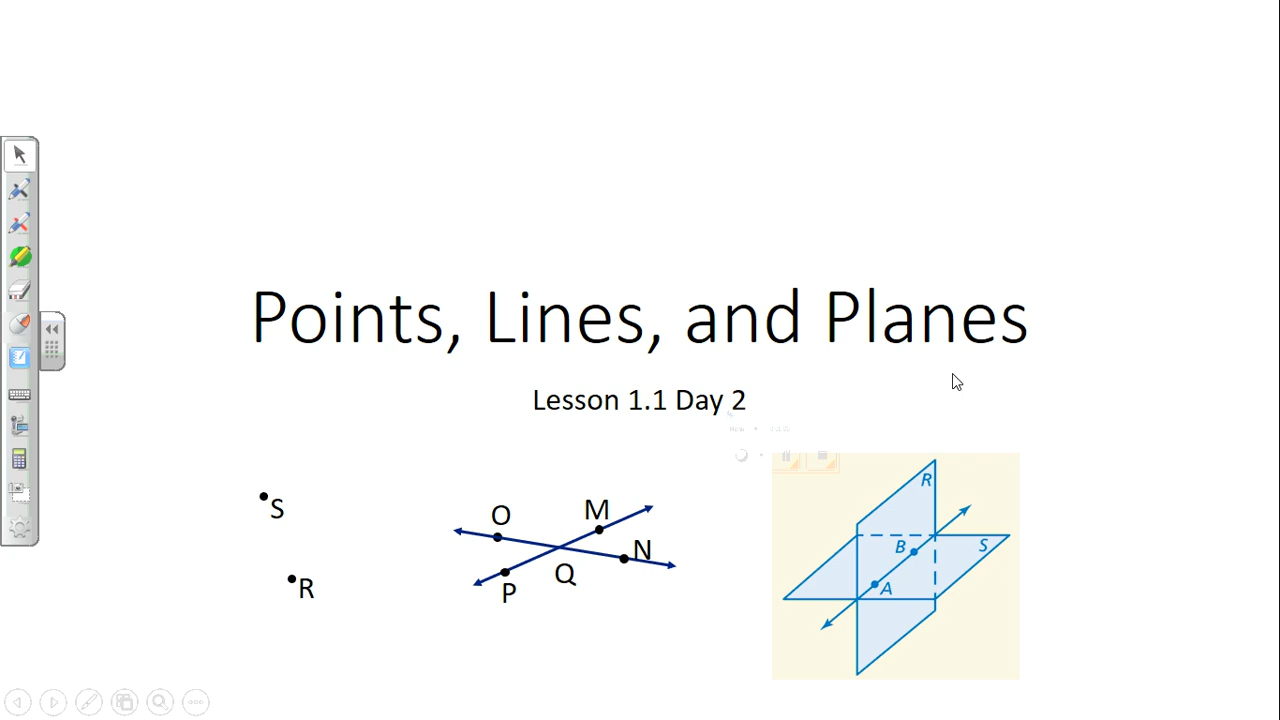 Points, Lines, and Planes
Lesson 1.1 Day 2
S
R
O
M
N
Q
P
R
B
S
A